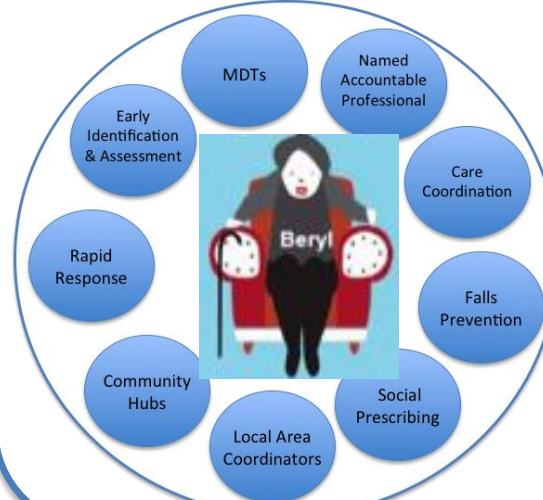 MDTs
Named
Accountable
Professional
Early
Identification
& Assessment
Care
Coordination
Beryl
Rapid
Response
Falls
Prevention
Community
Hubs
Social
Prescribing
Local Area
Coordinators